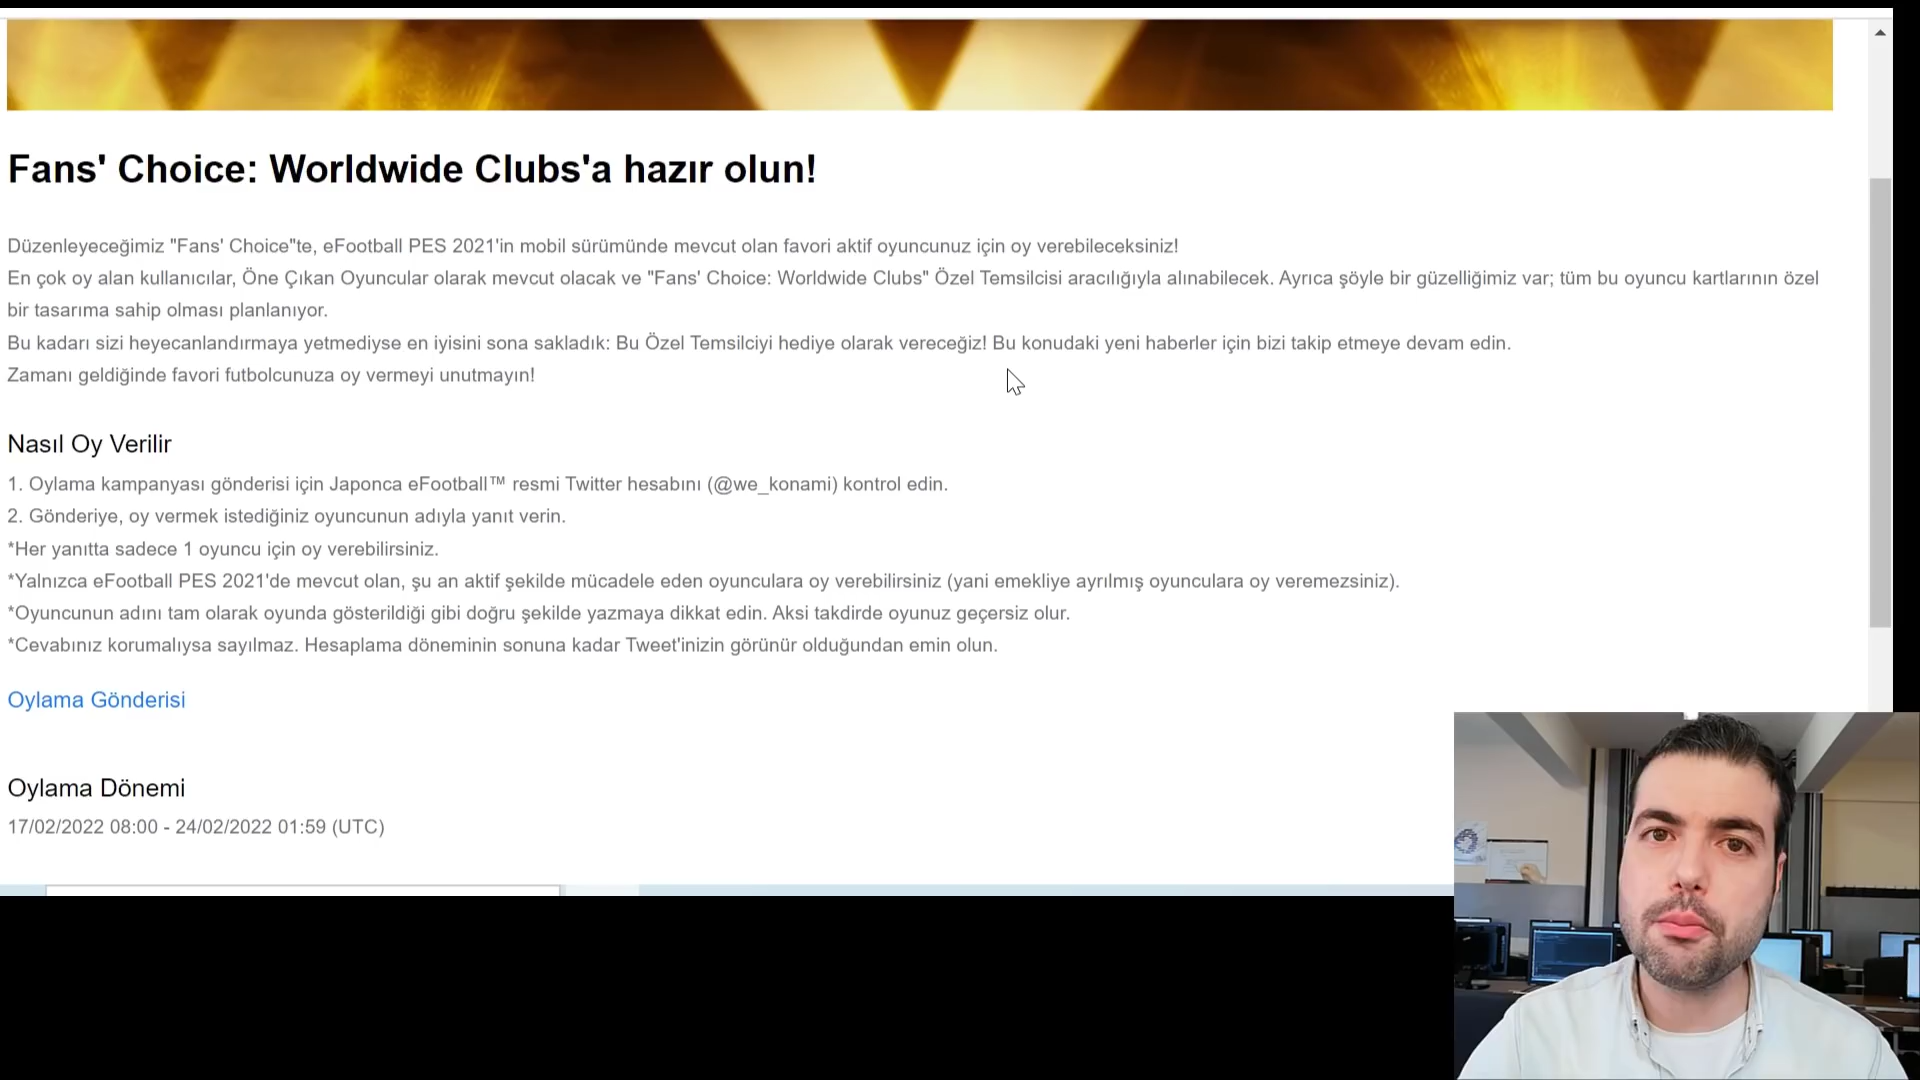 Fans' Choice: Worldwide Clubs'a hazır olun!
Düzenleyeceğimiz "Fans' Choice"te, eFootball PES 2021'in mobil sürümünde mevcut olan favori aktif oyuncunuz için oy verebileceksiniz!
En çok oy alan kullanıcılar, Öne Çıkan Oyuncular olarak mevcut olacak ve "Fans' Choice: Worldwide Clubs" Özel Temsilcisi aracılığıyla alınabilecek. Ayrıca şöyle bir güzelliğimiz var; tüm bu oyuncu kartlarının özel
bir tasarıma sahip olması planlanıyor.
Bu kadarı sizi heyecanlandırmaya yetmediyse en iyisini sona sakladık: Bu Özel Temsilciyi hediye olarak vereceğiz! Bu konudaki yeni haberler için bizi takip etmeye devam edin.
Zamanı geldiğinde favori futbolcunuza oy vermeyi unutmayın!
Nasıl Oy Verilir
1. Oylama kampanyası gönderisi için Japonca eFootball™ resmi Twitter hesabını (@we_konami) kontrol edin.
2. Gönderiye, oy vermek istediğiniz oyuncunun adıyla yanıt verin.
*Her yanıtta sadece 1 oyuncu için oy verebilirsiniz.
*Yalnızca eFootball PES 2021'de mevcut olan, şu an aktif şekilde mücadele eden oyunculara oy verebilirsiniz (yani emekliye ayrılmış oyunculara oy veremezsiniz).
*Oyuncunun adını tam olarak oyunda gösterildiği gibi doğru şekilde yazmaya dikkat edin. Aksi takdirde oyunuz geçersiz olur.
*Cevabınız korumalıysa sayılmaz. Hesaplama döneminin sonuna kadar Tweet'inizin görünür olduğundan emin olun.
Oylama Gönderisi
Oylama Dönemi
17/02/2022 08:00 - 24/02/2022 01:59 (UTC)